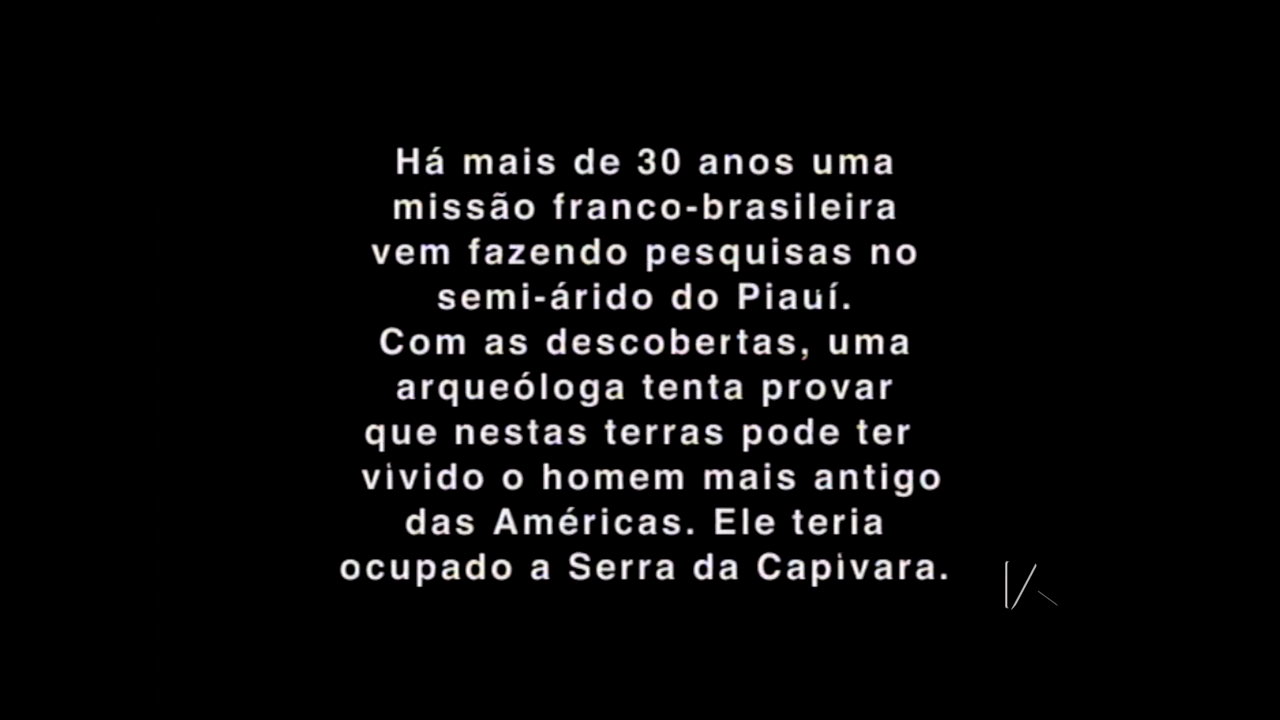 Há mais de 30 anos uma
missão franco-brasileira
vem fazendo pesquisas no
semi-árido do Piauí.
Com as descobertas, uma
arqueóloga tenta provar
que nestas terras pode ter
vivido o homem mais antigo
das Américas. Ele teria
ocupado a Serra da Capivara.